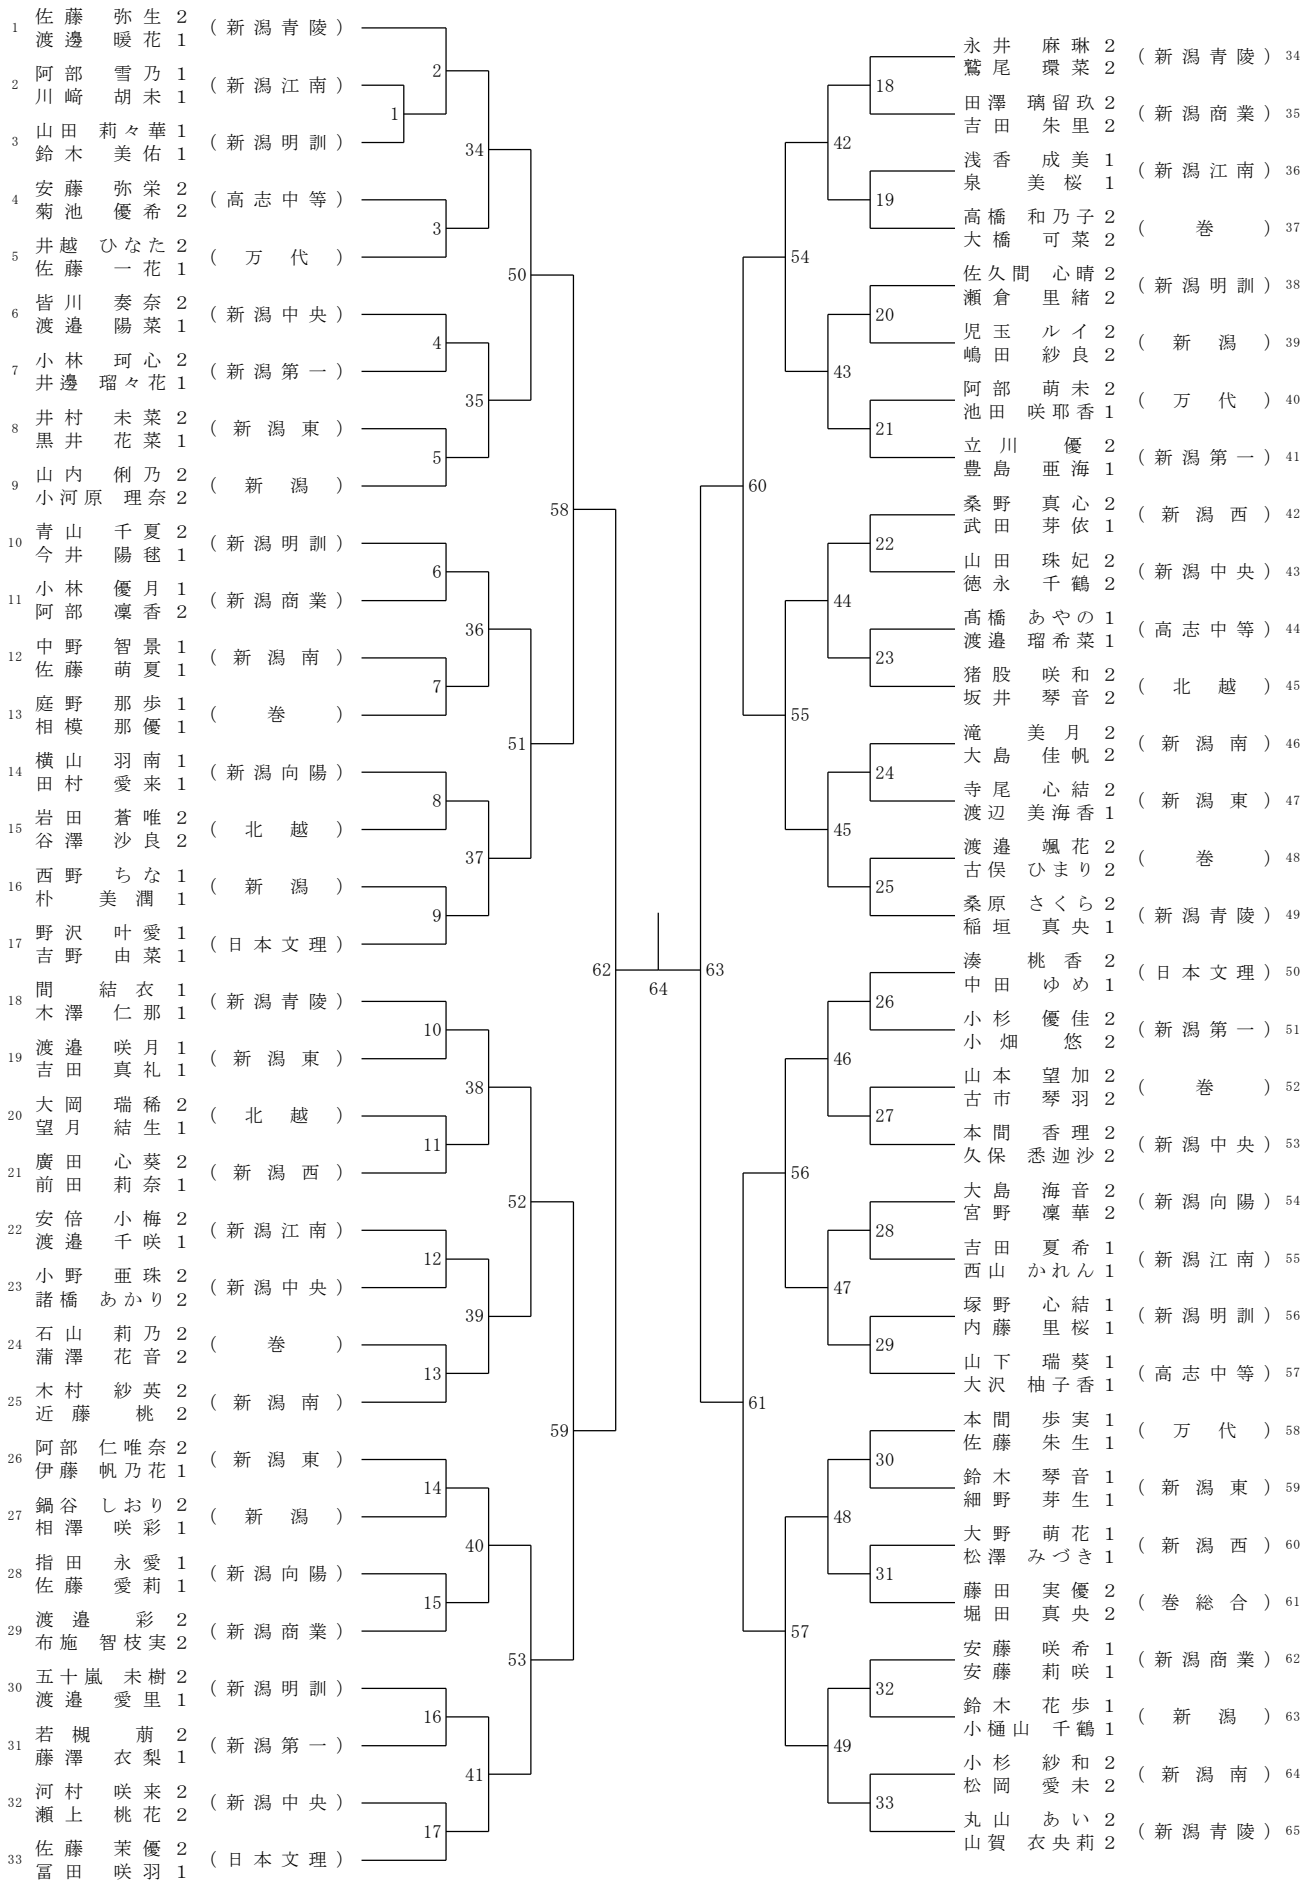 1 佐藤 弥生 2 (新潟青陵)
渡邊 暖花 1
2 阿部 雪乃 1 (新潟江南)
川﨑 胡未 1
3 山田 莉々華 1 (新潟明訓)
鈴木 美佑 1
4 安藤 弥栄 2 (高志中等)
菊池 優希 2
5 井越 ひなた 2 (万代)
佐藤 一花 1
6 皆川 奏奈 2 (新潟中央)
渡邉 陽菜 1
7 小林 珂心 2 (新潟第一)
井邊 瑠々花 1
8 井村 未菜 2 (新潟東)
黒井 花菜 1
9 山内 俐乃 2 (新潟)
小河原 理奈 2
10 青山 千夏 2 (新潟明訓)
今井 陽毬 1
11 小林 優月 1 (新潟商業)
阿部 凜香 2
12 中野 智景 1 (新潟南)
佐藤 萌夏 1
13 庭野 那歩 1 (巻)
相模 那優 1
14 横山 羽南 1 (新潟向陽)
田村 愛来 1
15 岩田 蒼唯 2 (北越)
谷澤 沙良 2
16 西野 ちな 1 (新潟)
朴 美潤 1
17 野沢 叶愛 1 (日本文理)
吉野 由菜 1
18 間 結衣 1 (新潟青陵)
木澤 仁那 1
19 渡邉 咲月 1 (新潟東)
吉田 真礼 1
20 大岡 瑞稀 2 (北越)
望月 結生 1
21 廣田 心葵 2 (新潟西)
前田 莉奈 1
22 安倍 小梅 2 (新潟江南)
渡邉 千咲 1
23 小野 亜珠 2 (新潟中央)
諸橋 あかり 2
24 石山 莉乃 2 (巻)
蒲澤 花音 2
25 木村 紗英 2 (新潟南)
近藤 桃 2
26 阿部 仁唯奈 2 (新潟東)
伊藤 帆乃花 1
27 鍋谷 しおり 2 (新潟)
相澤 咲彩 1
28 指田 永愛 1 (新潟向陽)
佐藤 愛莉 1
29 渡邉 彩 2 (新潟商業)
布施 智枝実 2
30 五十嵐 未樹 2 (新潟明訓)
渡邉 愛里 1
31 若槻 萠 2 (新潟第一)
藤澤 衣梨 1
32 河村 咲来 2 (新潟中央)
瀬上 桃花 2
33 佐藤 茉優 2 (日本文理)
冨田 咲羽 1
1
2
3
4
5
6
7
8
9
10
11
12
13
14
15
16
17
34
35
36
37
38
39
40
41
50
51
52
53
58
59
62
64
63
60
61
54
55
56
57
42
43
44
45
46
47
48
49
18
19
20
21
22
23
24
25
26
27
28
29
30
31
32
33
永井 麻琳 2 (新潟青陵) 34
鷲尾 環菜 2
田澤 璃留玖 2 (新潟商業) 35
吉田 朱里 2
浅香 成美 1 (新潟江南) 36
泉 美桜 1
高橋 和乃子 2 (巻) 37
大橋 可菜 2
佐久間 心晴 2 (新潟明訓) 38
瀬倉 里緒 2
児玉 ルイ 2 (新潟) 39
嶋田 紗良 2
阿部 萌未 2 (万代) 40
池田 咲耶香 1
立川 優 2 (新潟第一) 41
豊島 亜海 1
桑野 真心 2 (新潟西) 42
武田 芽依 1
山田 珠妃 2 (新潟中央) 43
徳永 千鶴 2
髙橋 あやの 1 (高志中等) 44
渡邉 瑠希菜 1
猪股 咲和 2 (北越) 45
坂井 琴音 2
滝 美月 2 (新潟南) 46
大島 佳帆 2
寺尾 心結 2 (新潟東) 47
渡辺 美海香 1
渡邉 颯花 2 (巻) 48
古俣 ひまり 2
桑原 さくら 2 (新潟青陵) 49
稲垣 真央 1
湊 桃香 2 (日本文理) 50
中田 ゆめ 1
小杉 優佳 2 (新潟第一) 51
小畑 悠 2
山本 望加 2 (巻) 52
古市 琴羽 2
本間 香理 2 (新潟中央) 53
久保 悉迦沙 2
大島 海音 2 (新潟向陽) 54
宮野 凜華 2
吉田 夏希 1 (新潟江南) 55
西山 かれん 1
塚野 心結 1 (新潟明訓) 56
内藤 里桜 1
山下 瑞葵 1 (高志中等) 57
大沢 柚子香 1
本間 歩実 1 (万代) 58
佐藤 朱生 1
鈴木 琴音 1 (新潟東) 59
細野 芽生 1
大野 萌花 1 (新潟西) 60
松澤 みづき 1
藤田 実優 2 (巻総合) 61
堀田 真央 2
安藤 咲希 1 (新潟商業) 62
安藤 莉咲 1
鈴木 花歩 1 (新潟) 63
小樋山 千鶴 1
小杉 紗和 2 (新潟南) 64
松岡 愛未 2
丸山 あい 2 (新潟青陵) 65
山賀 衣央莉 2